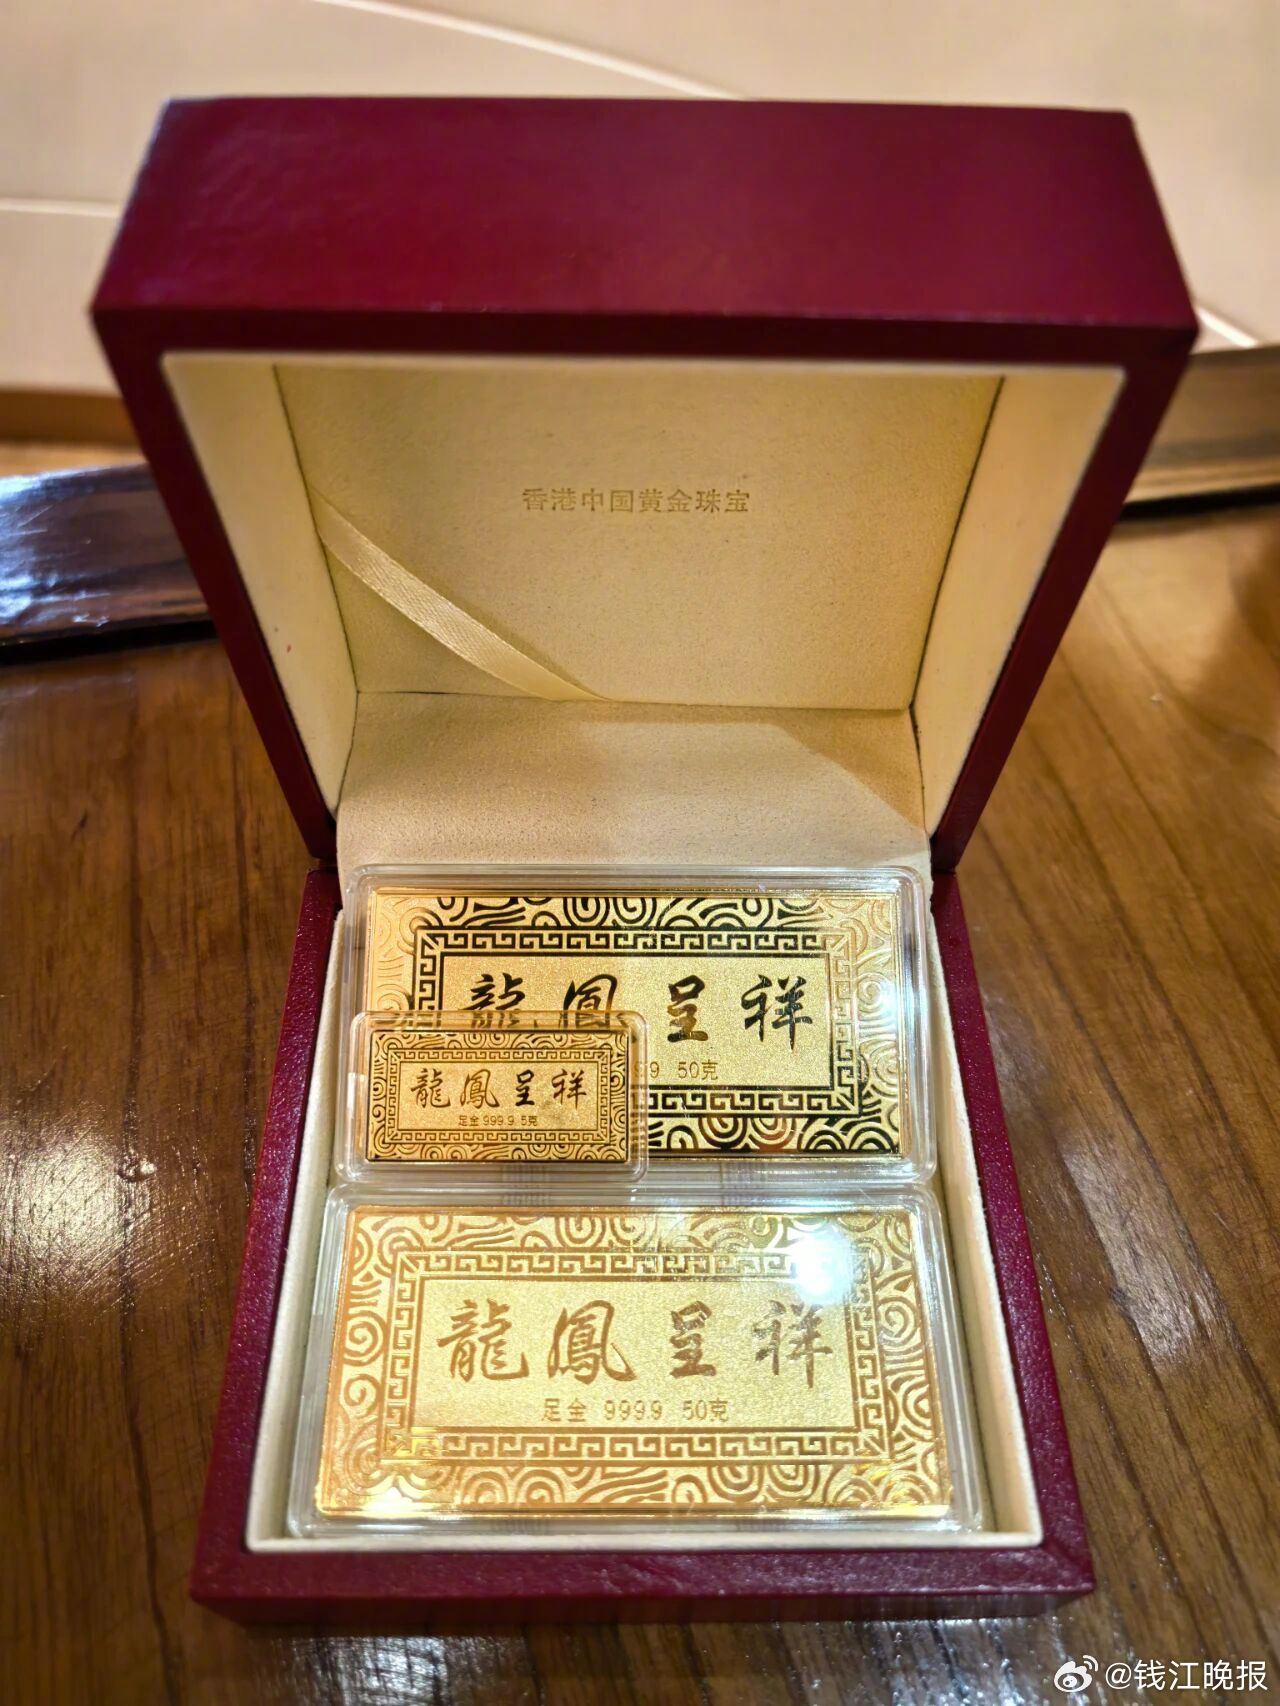 香港中国黄金珠宝
龍鳳呈祥
99 50克
龍鳳呈祥
足金 999.9 5克
龍鳳呈祥
足金 9999 50克
@钱江晚报